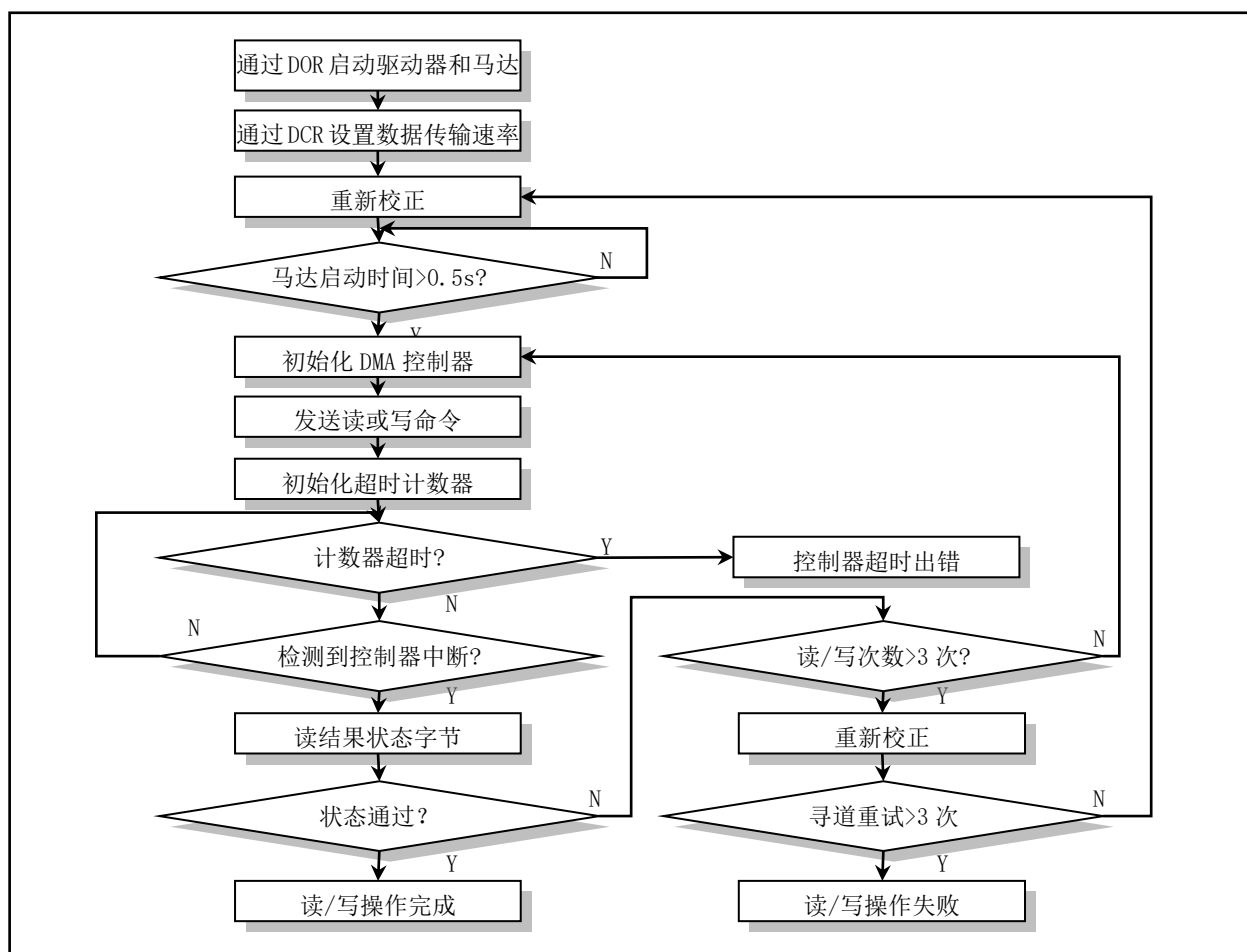 通过DOR启动驱动器和马达
通过DCR设置数据传输速率
重新校正
马达启动时间>0.5s?
N
Y
初始化 DMA 控制器
发送读或写命令
初始化超时计数器
计数器超时?
Y
控制器超时出错
N
检测到控制器中断?
N
Y
读/写次数>3 次?
N
Y
读结果状态字节
重新校正
状态通过?
N
寻道重试>3 次
N
Y
Y
读/写操作完成
读/写操作失败